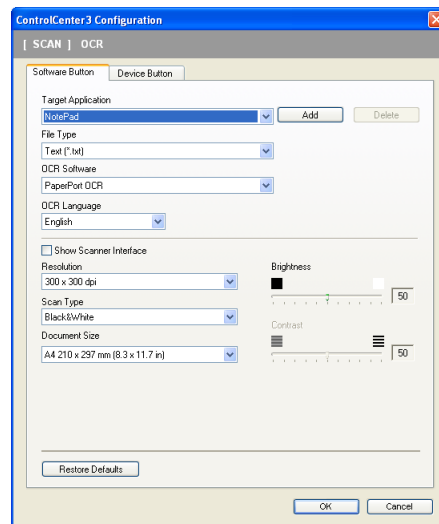 ControlCenter3 Configuration
[ SCAN ] OCR
Software Button Device Button
Target Application
NotePad Add Delete
File Type
Text (*.txt)
OCR Software
PaperPort OCR
OCR Language
English
Show Scanner Interface
Resolution Brightness
300 x 300 dpi 50
Scan Type
Black&White Contrast
Document Size
A4 210 x 297 mm (8.3 x 11.7 in) 50
Restore Defaults
OK Cancel